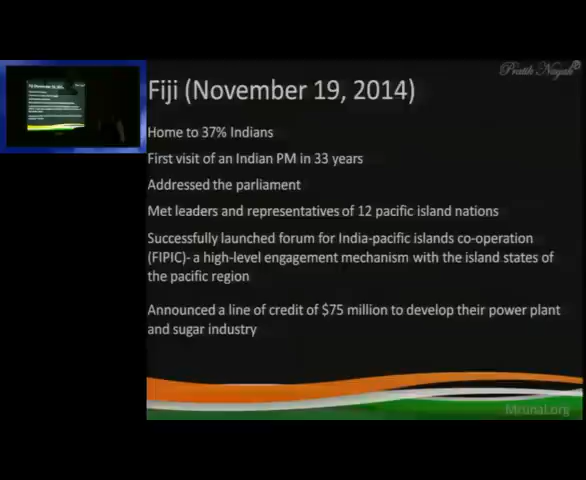 Pratik Nayak
Fiji (November 19, 2014)
Home to 37% Indians
First visit of an Indian PM in 33 years
Addressed the parliament
Met leaders and representatives of 12 pacific island nations
Successfully launched forum for India-pacific islands co-operation
(FIPIC)- a high-level engagement mechanism with the island states of
the pacific region
Announced a line of credit of $75 million to develop their power plant
and sugar industry
Mrunal.org